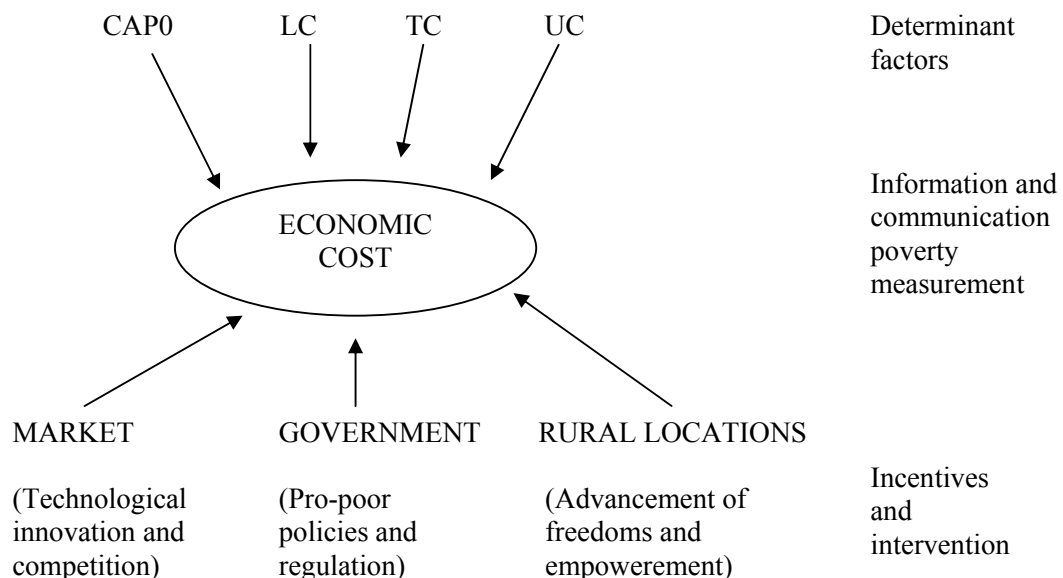 CAP0 LC TC UC Determinant
factors
Information and
communication
poverty
measurement
ECONOMIC
COST
MARKET GOVERNMENT RURAL LOCATIONS
(Technological
innovation and
competition)
(Pro-poor
policies and
regulation)
(Advancement of
freedoms and
empowerement)
Incentives
and
intervention